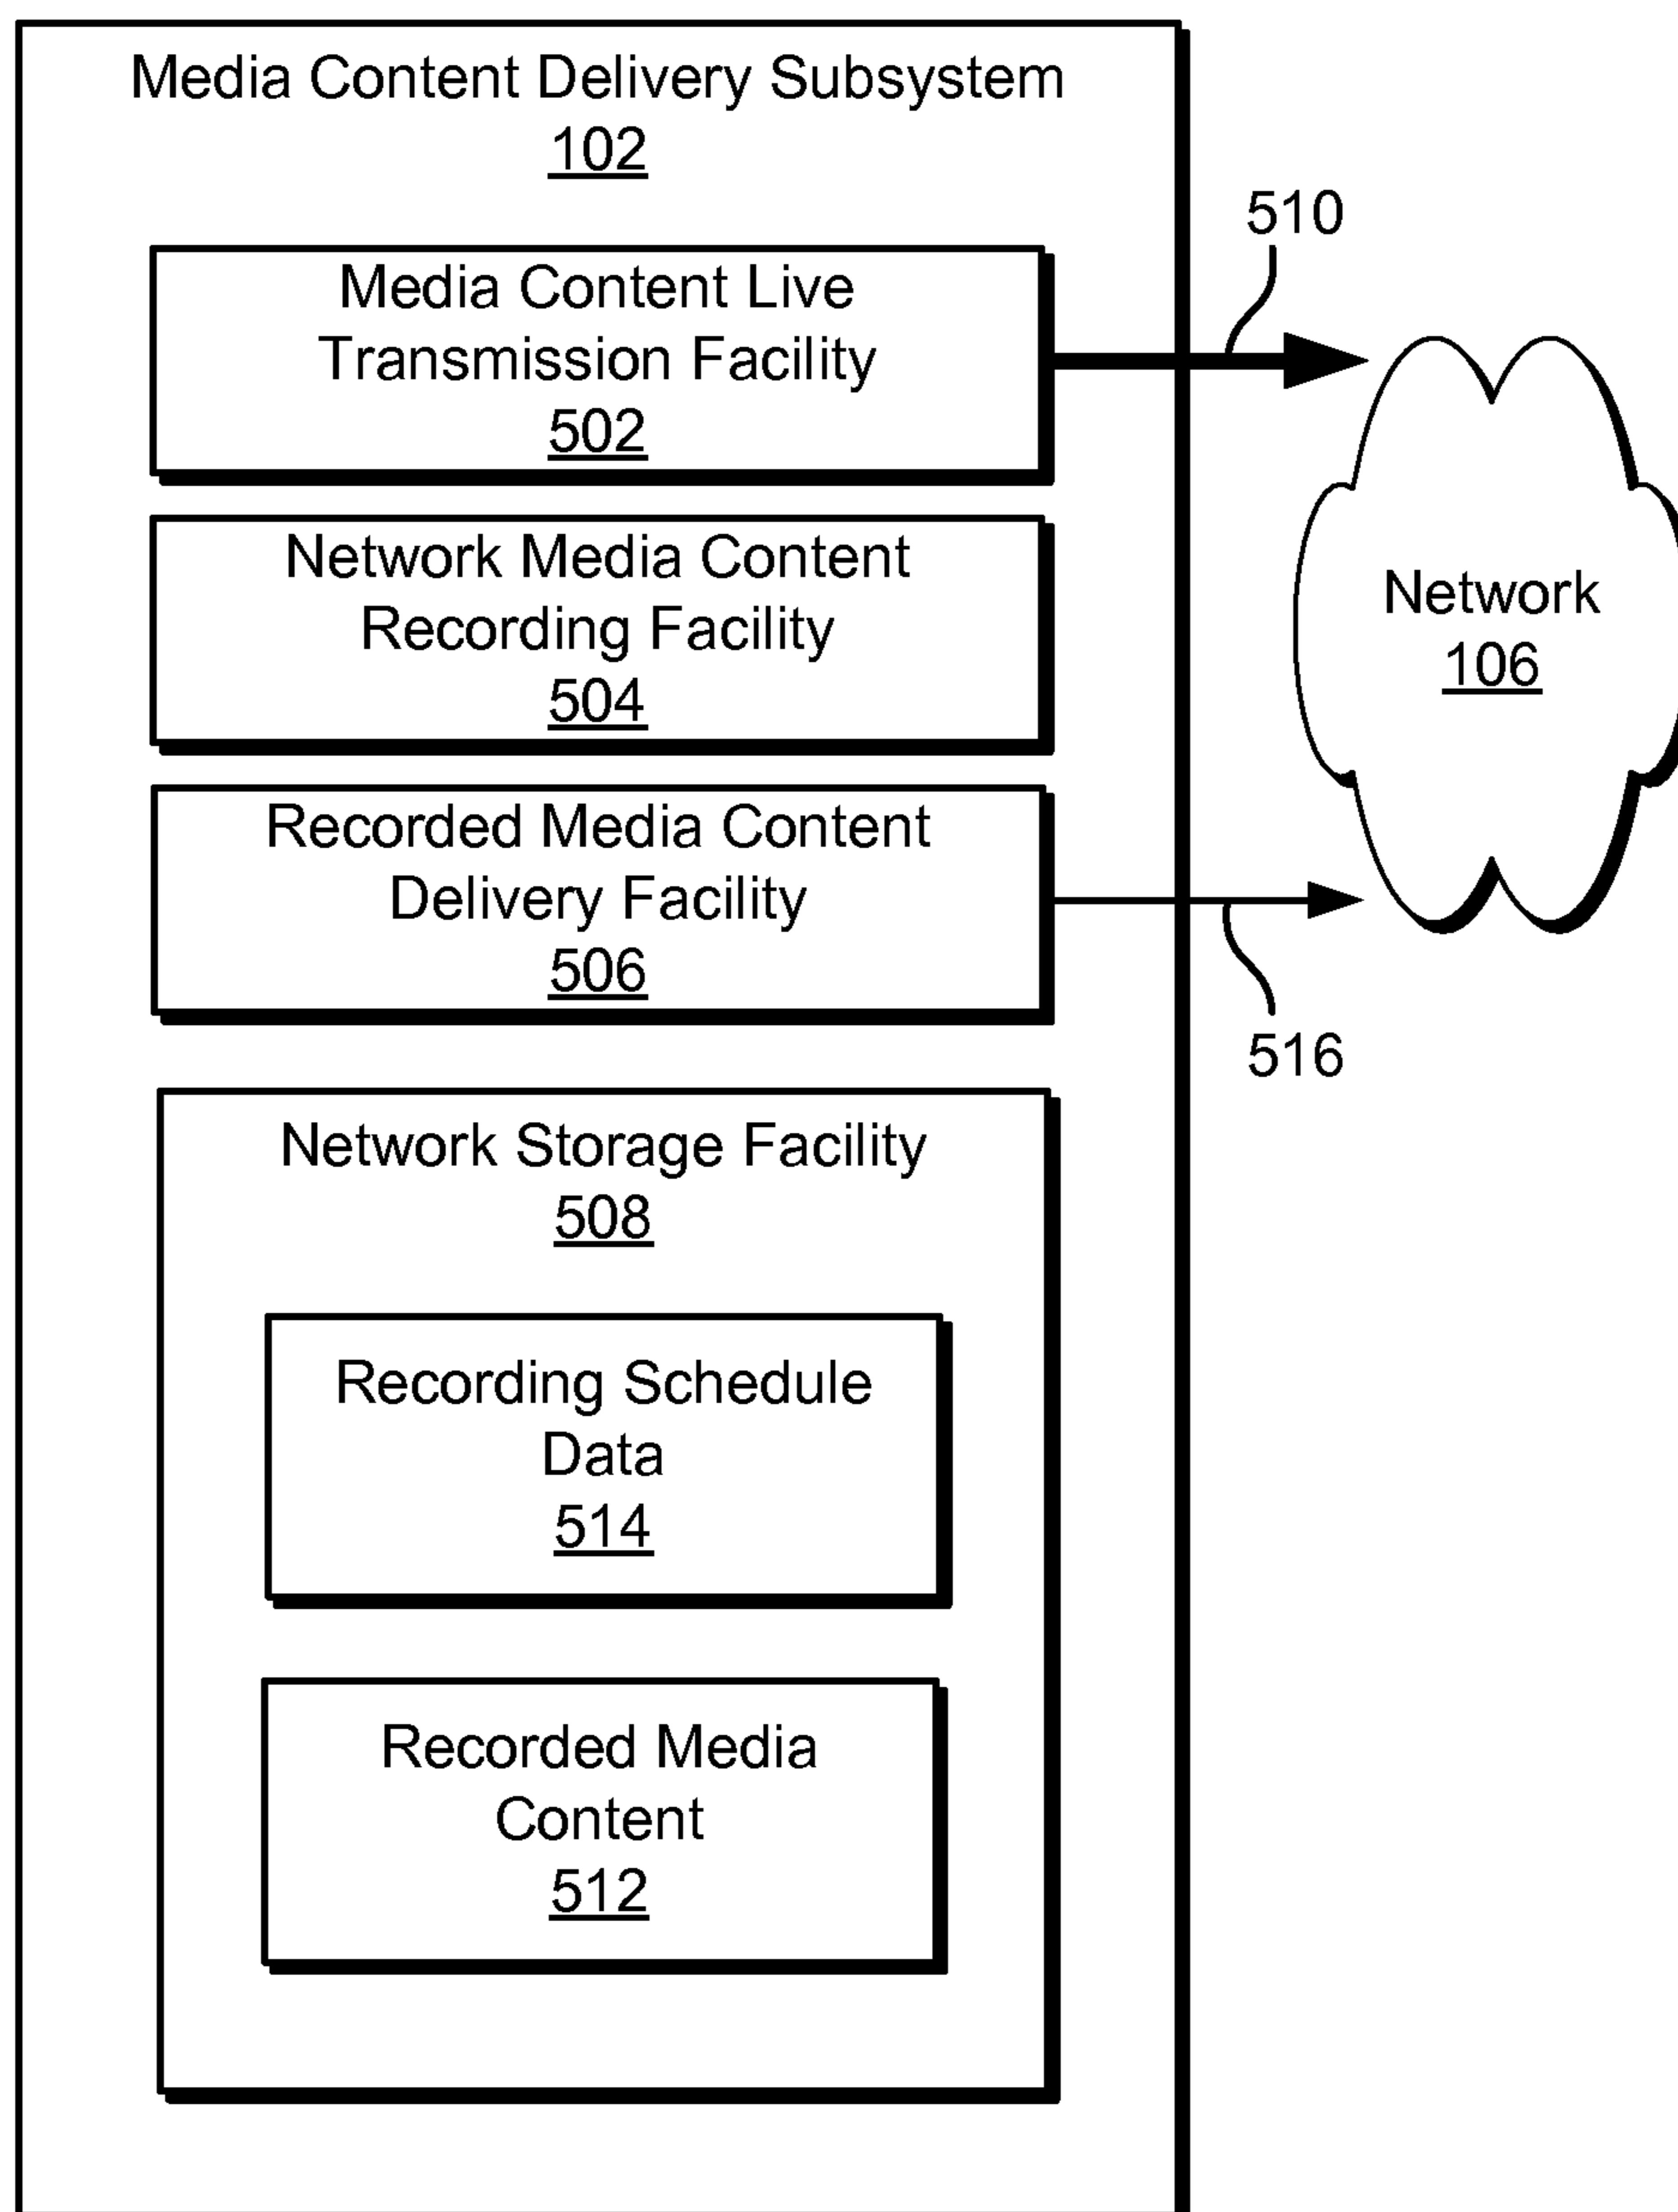 Media Content Delivery Subsystem
102
510
Media Content Live
Transmission Facility
502
Network Media Content
Recording Facility
504
Network
106
Recorded Media Content
Delivery Facility
506
516
Network Storage Facility
508
Recording Schedule
Data
514
Recorded Media
Content
512